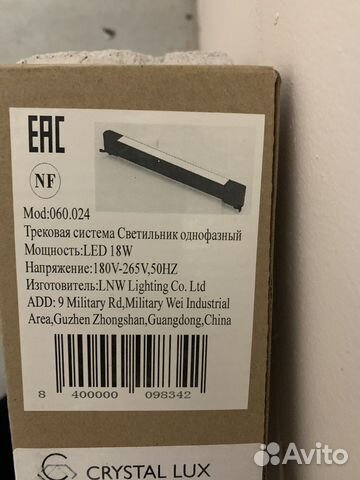 EAC
NF
Mod:060.024
Трековая система Светильник однофазный
Мощность:LED 18W
Напряжение:180V-265V,50HZ
Изготовитель:LNW Lighting Co. Ltd
ADD: 9 Military Rd,Military Wei Industrial
Area,Guzhen Zhongshan,Guangdong,China
8 400000 098342
CRYSTAL LUX
Avito